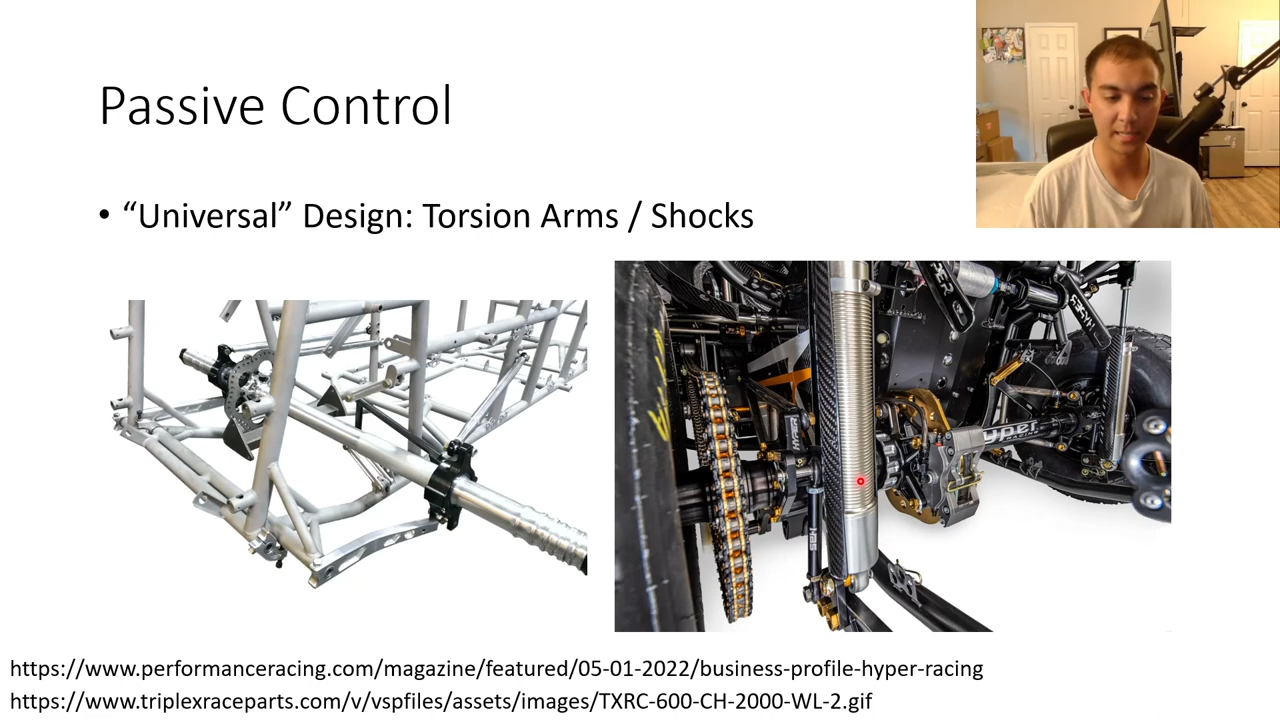 Passive Control
• “Universal” Design: Torsion Arms / Shocks
HYPER
https://www.performanceracing.com/magazine/featured/05-01-2022/business-profile-hyper-racing
https://www.triplexraceparts.com/v/vspfiles/assets/images/TXRC-600-CH-2000-WL-2.gif